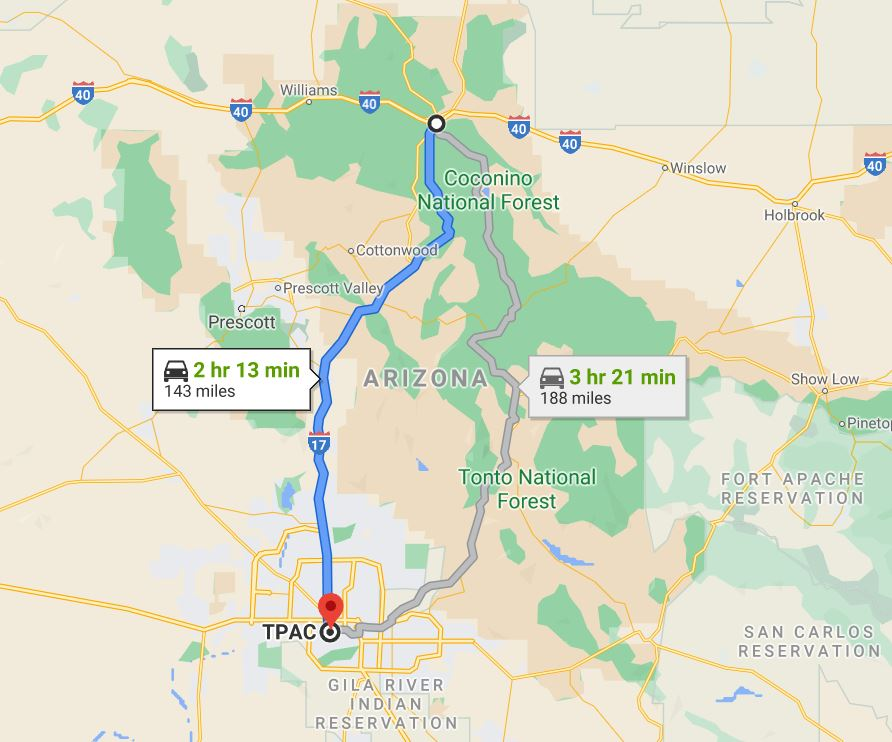 40
Williams
40
40
40
40
40
Winslow
Coconino
National Forest
Holbrook
Cottonwood
Prescott Valley
Prescott
2 hr 13 min
143 miles
ARIZONA
3 hr 21 min
188 miles
Show Low
Pinetop
17
Tonto National
Forest
FORT APACHE
RESERVATION
TPAC
SAN CARLOS
RESERVATION
GILA RIVER
INDIAN
RESERVATION